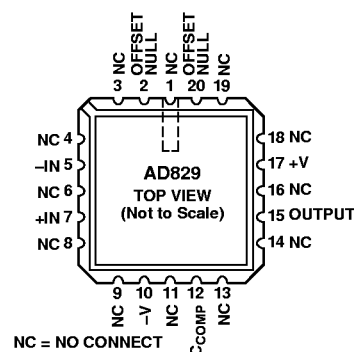 NC
OFFSET
NULL
NC
OFFSET
NULL
NC
3 2 1 20 19
NC 4
–IN 5
NC 6
+IN 7
NC 8
18 NC
17 +V
16 NC
15 OUTPUT
14 NC
AD829
TOP VIEW
(Not to Scale)
9 10 11 12 13
NC
–V
NC
CCOMP
NC
NC = NO CONNECT